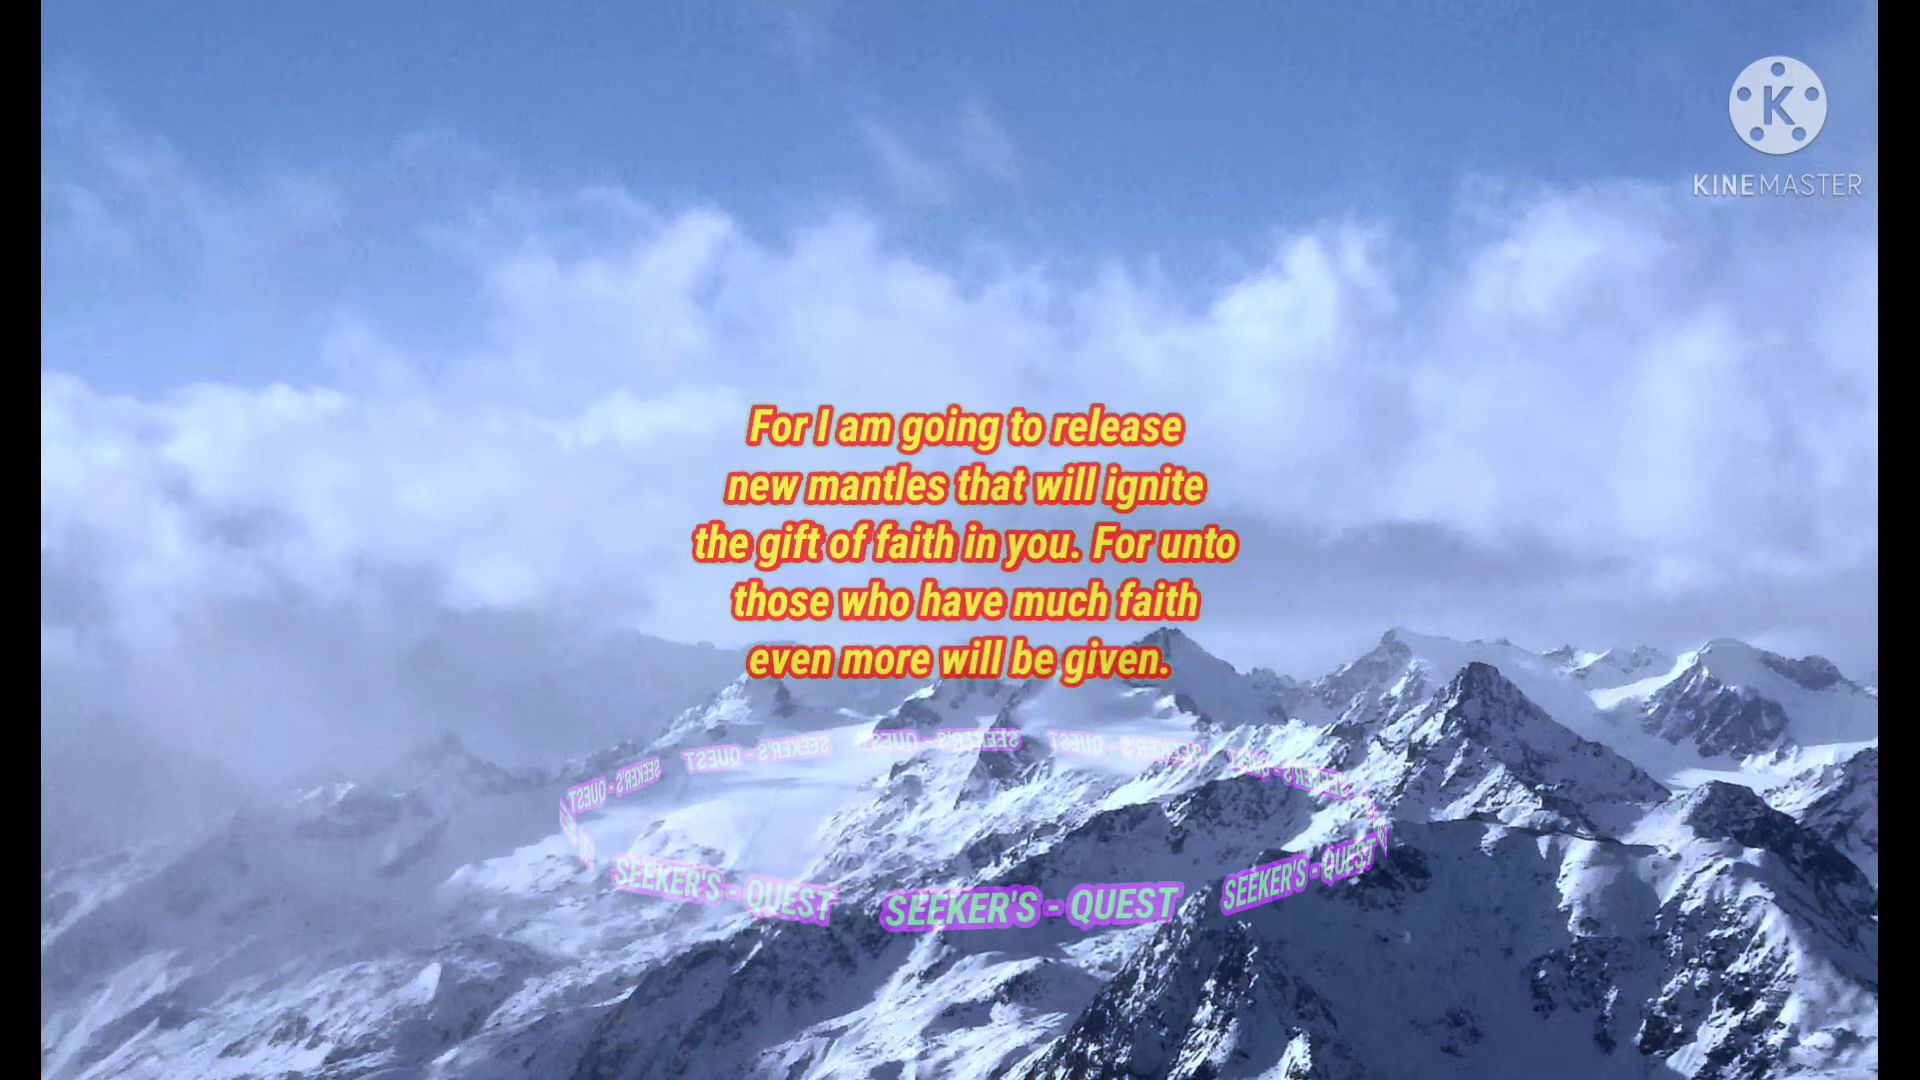 K
KINEMASTER
For I am going to release
new mantles that will ignite
the gift of faith in you. For unto
those who have much faith
even more will be given.
SEEKER'S - QUEST
SEEKER'S - QUEST
SEEKER'S - QUEST
SEEKER'S - QUEST
SEEKER'S - QUEST
SEEKER'S - QUEST
SEEKER'S - QUEST
SEEKER'S - QUEST